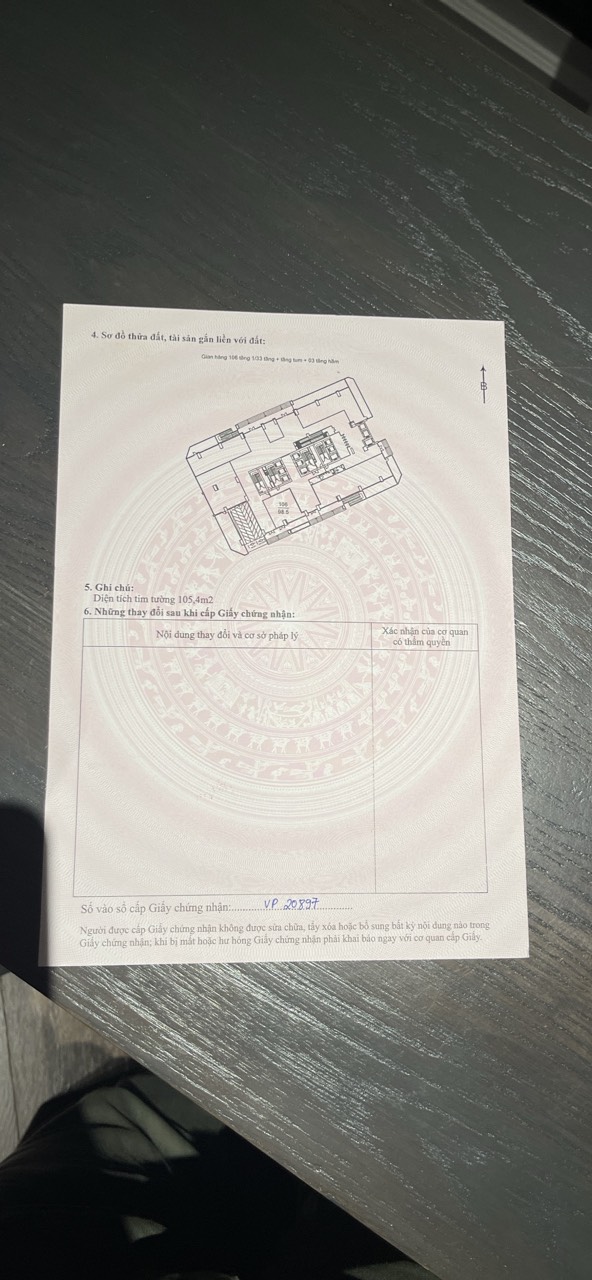 4. Sơ đồ thửa đất, tài sản gắn liền với đất:
Gian hàng 106 tầng 1/33 tầng + tầng tum + 03 tầng hầm
B
106
98.5
5. Ghi chú:
Diện tích tim tường 105,4m2
6. Những thay đổi sau khi cấp Giấy chứng nhận:
Nội dung thay đổi và cơ sở pháp lý
Xác nhận của cơ quan
có thẩm quyền
Số vào sổ cấp Giấy chứng nhận: VP 20897
Người được cấp Giấy chứng nhận không được sửa chữa, tẩy xóa hoặc bổ sung bất kỳ nội dung nào trong
Giấy chứng nhận; khi bị mất hoặc hư hỏng Giấy chứng nhận phải khai báo ngay với cơ quan cấp Giấy.